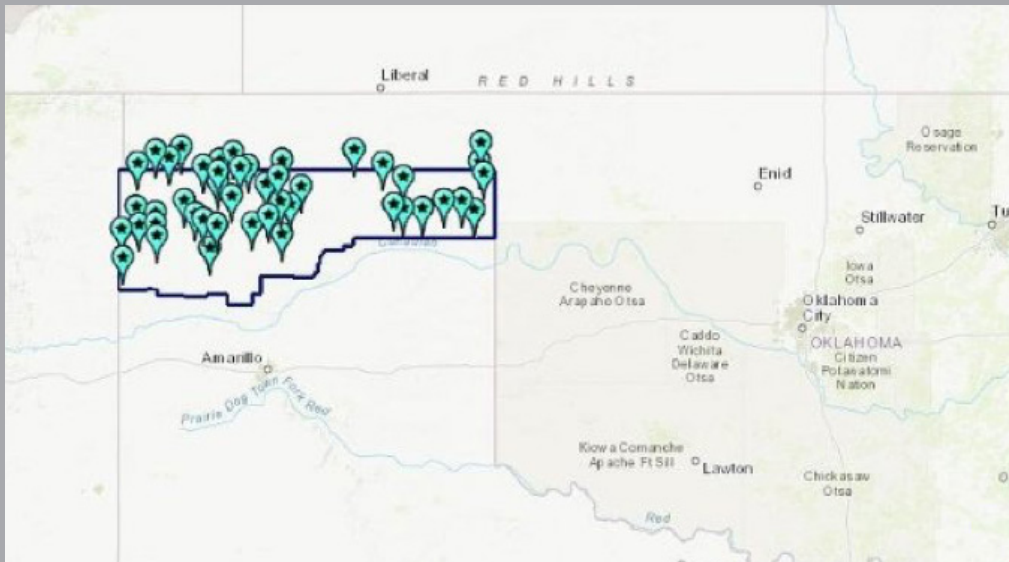 Liberal
RED HILLS
Osage
Reservation
Enid
Stillwater
Tu
Canadian
Iowa
Otsa
Cheyenne
Arapaho Otsa
Oklahoma
City
OKLAHOMA
Citizen
Potawatomi
Nation
Caddo
Wichita
Delaware
Otsa
Amarillo
Prairie Dog Town Fork Red
Kiowa Comanche
Apache Ft Sill
Lawton
Chickasaw
Otsa
O
Red